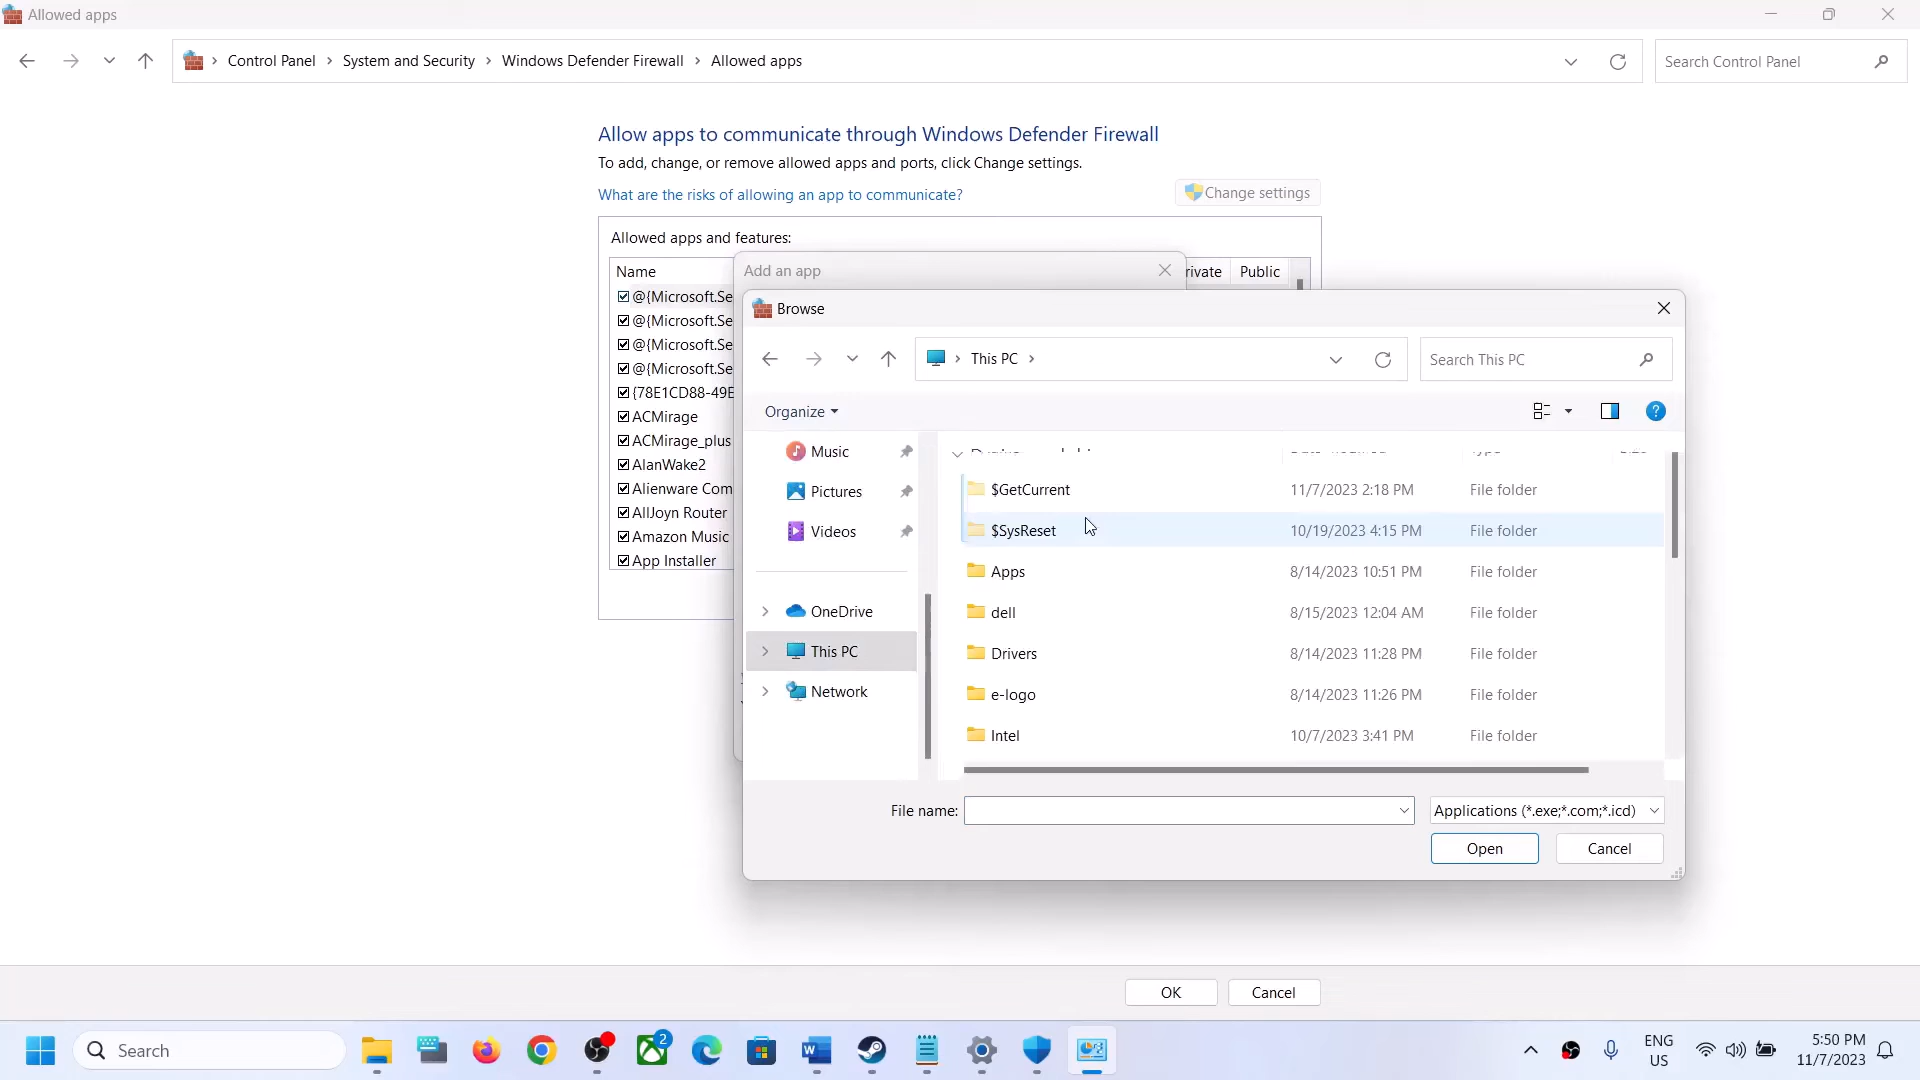 Allowed apps
Control Panel > System and Security > Windows Defender Firewall > Allowed apps
Search Control Panel
Allow apps to communicate through Windows Defender Firewall
To add, change, or remove allowed apps and ports, click Change settings.
What are the risks of allowing an app to communicate?
Change settings
Allowed apps and features:
Name
rivate Public
@{Microsoft.Se
@{Microsoft.Se
@{Microsoft.Se
@{Microsoft.Se
{78E1CD88-49E
ACMirage
ACMirage_plus
AlanWake2
Alienware Com
AllJoyn Router
Amazon Music
App Installer
Add an app
Browse
This PC >
Search This PC
Organize
Music
Pictures
Videos
OneDrive
This PC
Network
$GetCurrent 11/7/2023 2:18 PM File folder
$SysReset 10/19/2023 4:15 PM File folder
Apps 8/14/2023 10:51 PM File folder
dell 8/15/2023 12:04 AM File folder
Drivers 8/14/2023 11:28 PM File folder
e-logo 8/14/2023 11:26 PM File folder
Intel 10/7/2023 3:41 PM File folder
File name:
Applications (*.exe;*.com;*.icd)
Open Cancel
OK Cancel
Search
2
ENG
US
5:50 PM
11/7/2023